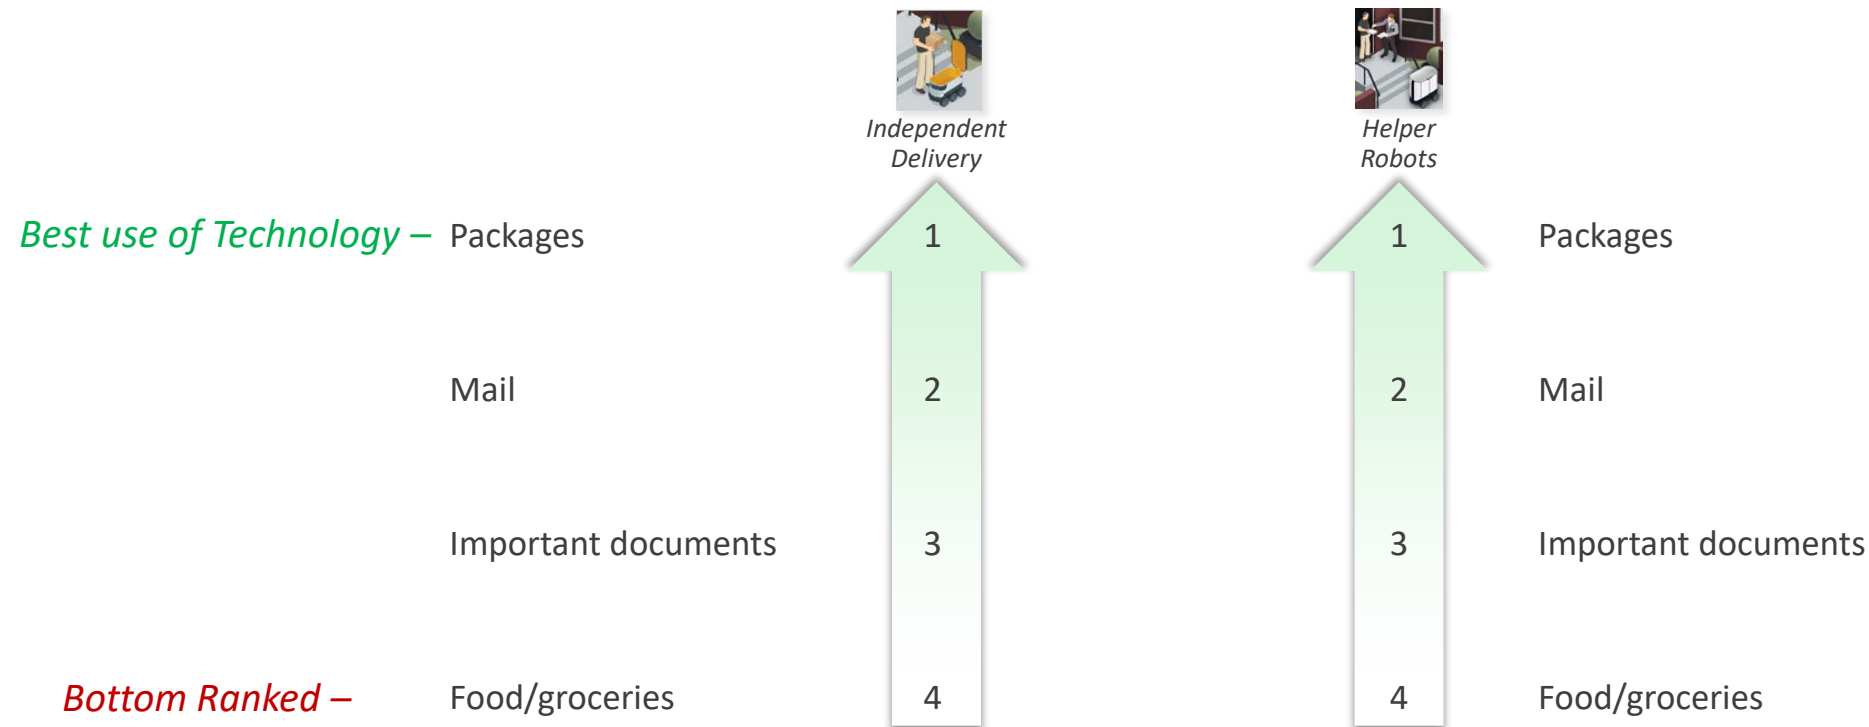 Independent
Delivery
Helper
Robots
Best use of Technology – Packages 1 1 Packages
Mail 2 2 Mail
Important documents 3 3 Important documents
Bottom Ranked – Food/groceries 4 4 Food/groceries